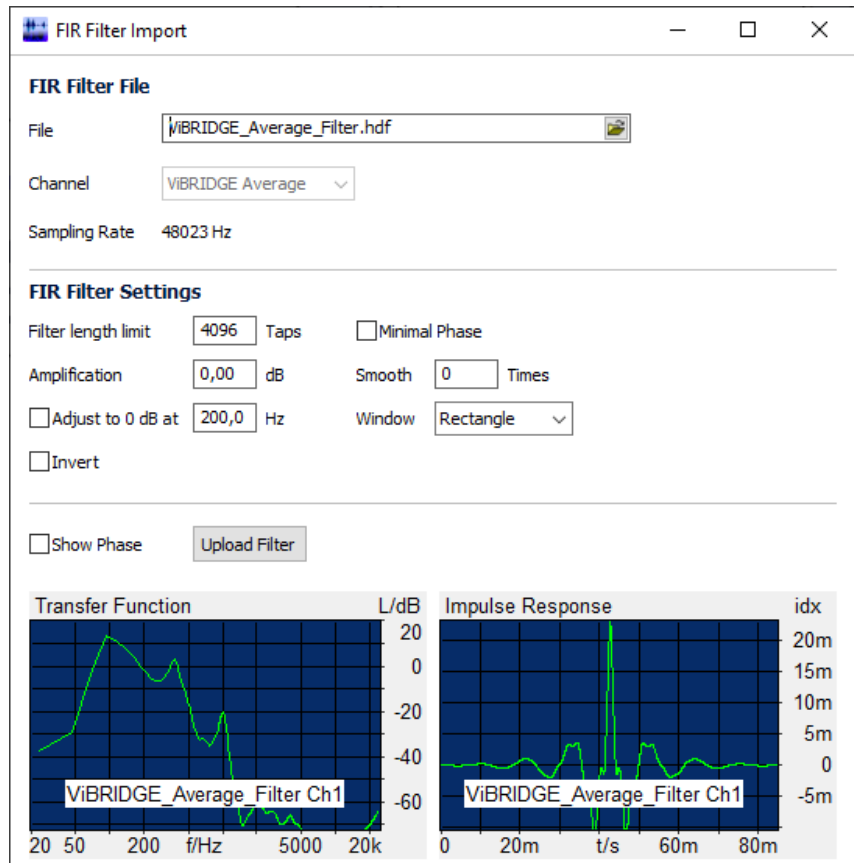 FIR Filter Import
FIR Filter File
File ViBRIDGE_Average_Filter.hdf
Channel ViBRIDGE Average
Sampling Rate 48023 Hz
FIR Filter Settings
Filter length limit 4096 Taps Minimal Phase
Amplification 0,00 dB Smooth 0 Times
Adjust to 0 dB at 200,0 Hz Window Rectangle
Invert
Show Phase Upload Filter
Transfer Function L/dB
20
0
-20
-40
-60
ViBRIDGE_Average_Filter Ch1
20 50 200 f/Hz 5000 20k
Impulse Response idx
20m
15m
10m
5m
0
-5m
ViBRIDGE_Average_Filter Ch1
0 20m t/s 60m 80m